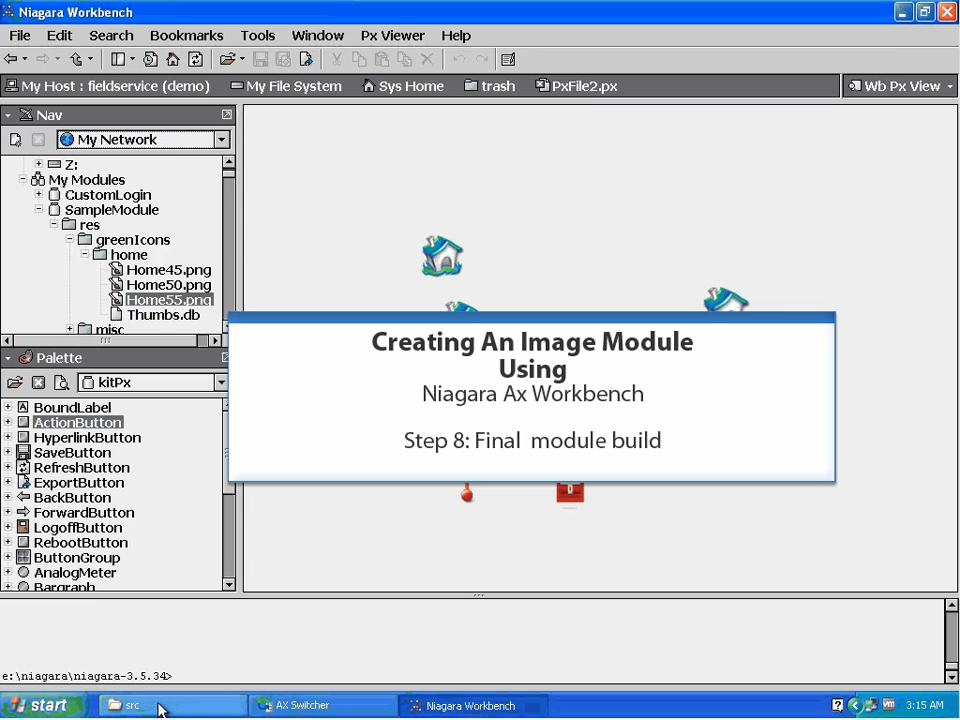 Niagara Workbench
File Edit Search Bookmarks Tools Window Px Viewer Help
My Host : fieldservice (demo) My File System Sys Home trash PxFile2.px Wb Px View
Nav
My Network
Z:
My Modules
CustomLogin
SampleModule
res
greenIcons
home
Home45.png
Home50.png
Home55.png
Thumbs.db
misc
Palette
kitPx
BoundLabel
ActionButton
HyperlinkButton
SaveButton
RefreshButton
ExportButton
BackButton
ForwardButton
LogoffButton
RebootButton
ButtonGroup
AnalogMeter
Bargraph
Creating An Image Module
Using
Niagara Ax Workbench
Step 8: Final module build
e:\niagara\niagara-3.5.34>
start src AX Switcher Niagara Workbench 3:15 AM